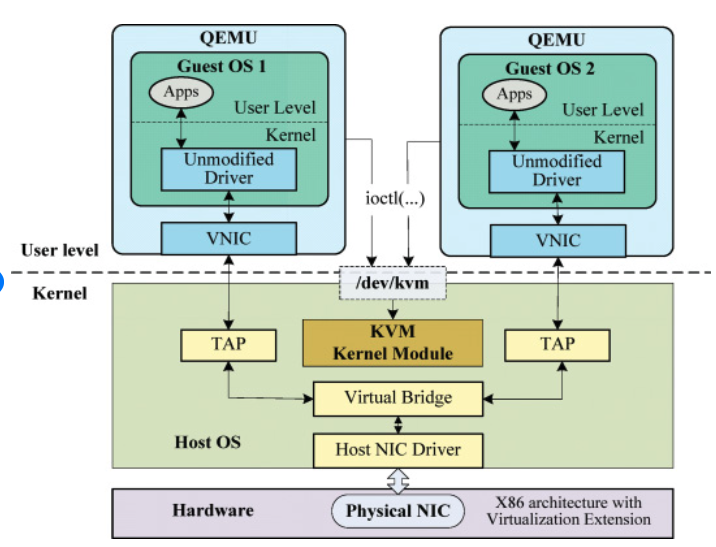 QEMU
Guest OS 1
Apps
User Level
Kernel
Unmodified
Driver
VNIC
QEMU
Guest OS 2
Apps
User Level
Kernel
Unmodified
Driver
VNIC
ioctl(...)
User level
Kernel
/dev/kvm
KVM
Kernel Module
TAP
TAP
Virtual Bridge
Host OS
Host NIC Driver
Hardware
Physical NIC
X86 architecture with
Virtualization Extension